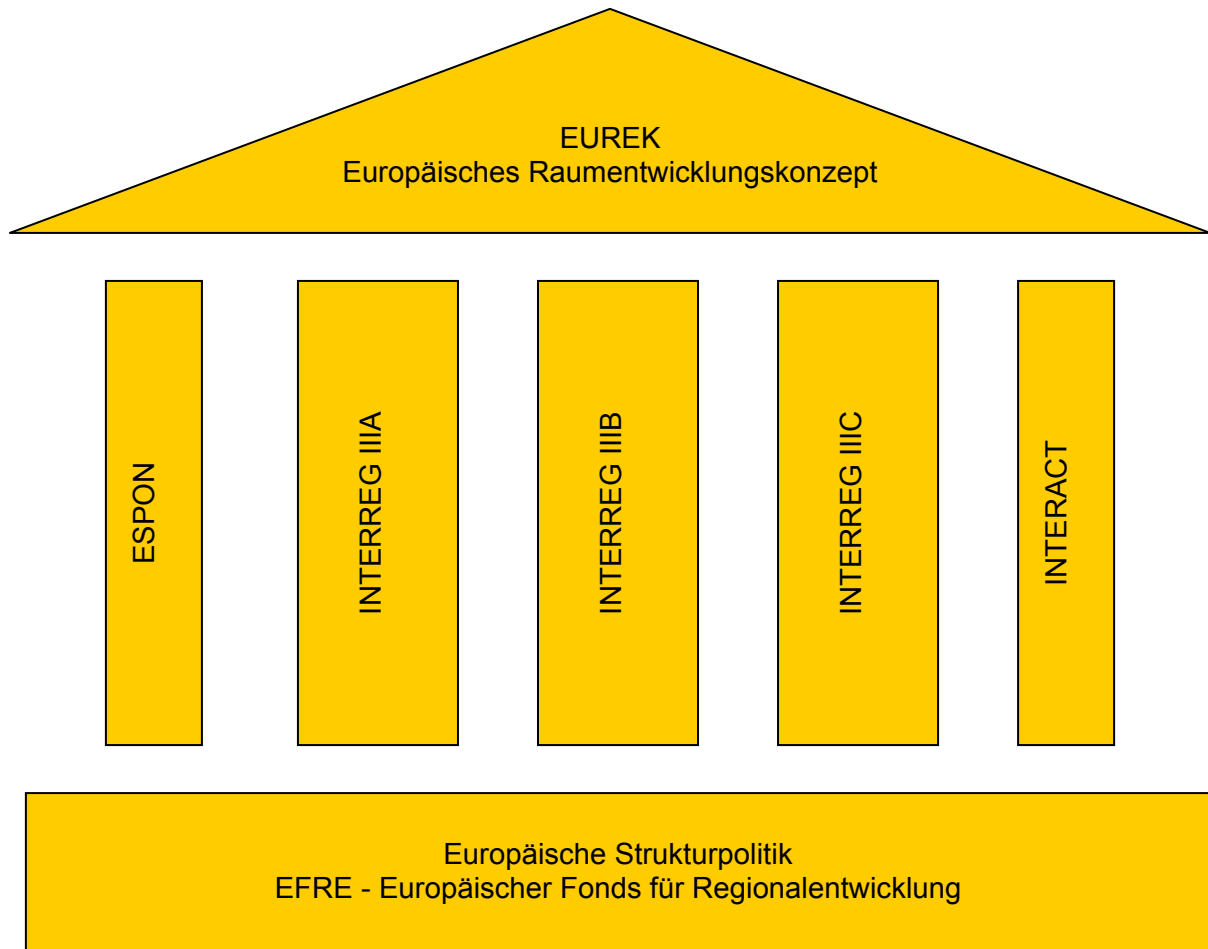 EUREK
Europäisches Raumentwicklungskonzept
ESPON
INTERREG IIIA
INTERREG IIIB
INTERREG IIIC
INTERACT
Europäische Strukturpolitik
EFRE - Europäischer Fonds für Regionalentwicklung